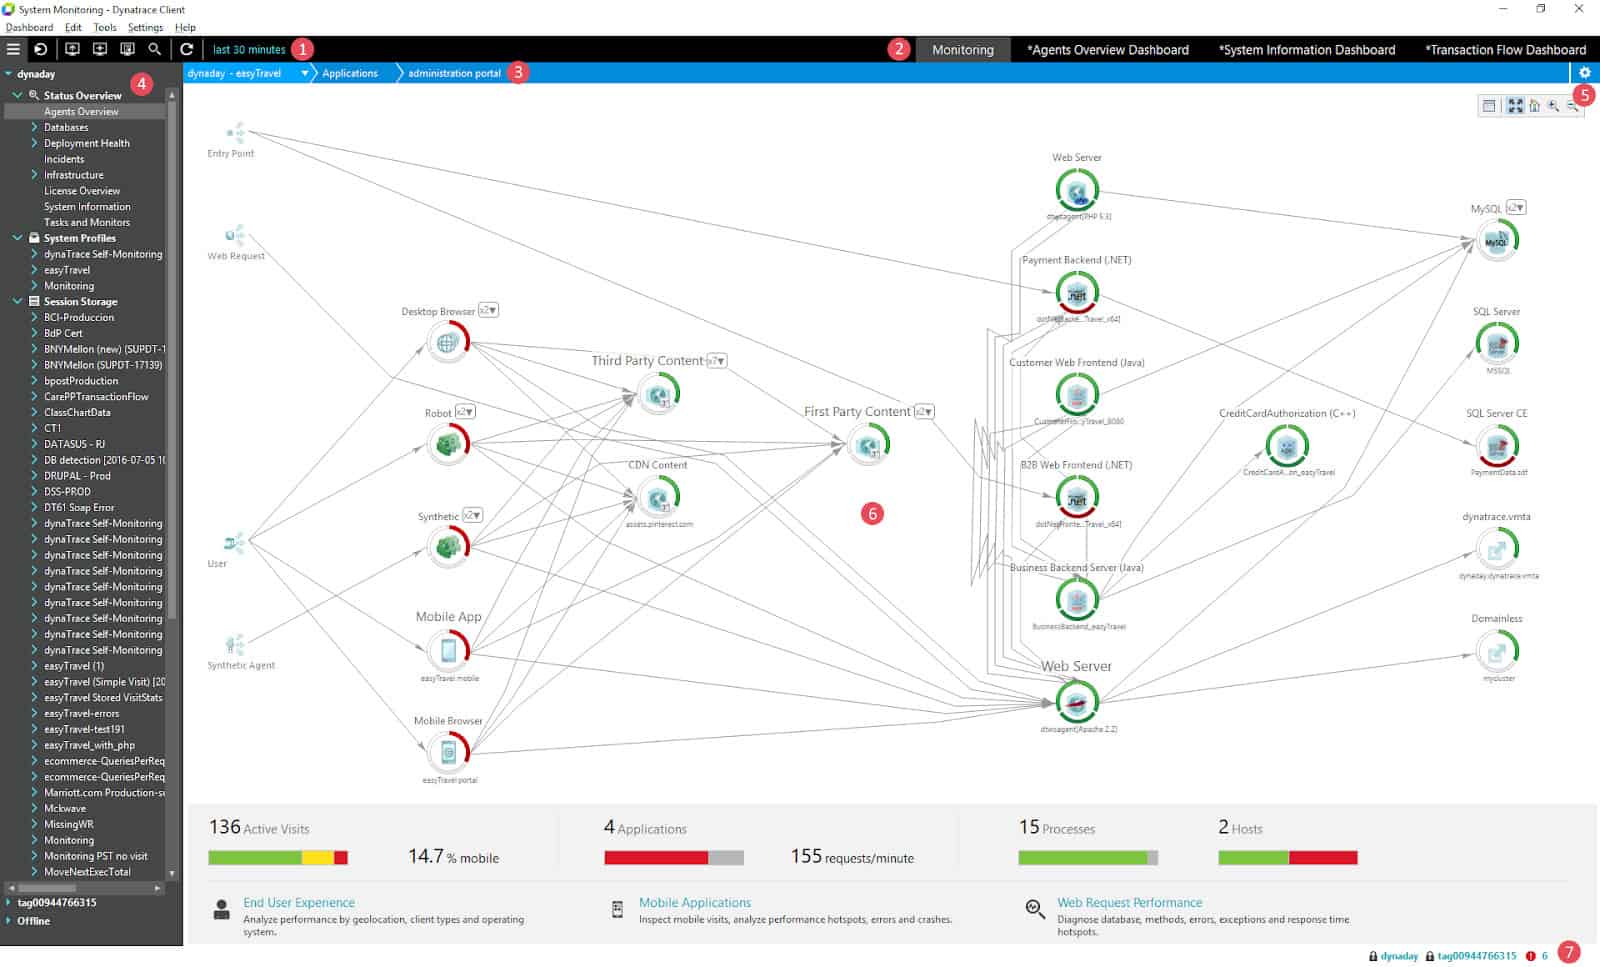 System Monitoring - Dynatrace Client
Dashboard Edit Tools Settings Help
last 30 minutes 1
2 Monitoring *Agents Overview Dashboard *System Information Dashboard *Transaction Flow Dashboard
dynaday
4
dynaday - easyTravel Applications administration portal 3
5
Status Overview
Agents Overview
Databases
Deployment Health
Incidents
Infrastructure
License Overview
System Information
Tasks and Monitors
System Profiles
dynaTrace Self-Monitoring
easyTravel
Monitoring
Session Storage
BCI-Produccion
BdP Cert
BNYMellon (new) [SUPDT-1
BNYMellon (SUPDT-17139)
bpostProduction
CarePPTransactionFlow
ClassChartData
CT1
DATASUS - RJ
DB detection [2016-07-05 10
DRUPAL - Prod
DSS-PROD
DT61 Soap Error
dynaTrace Self-Monitoring
dynaTrace Self-Monitoring
dynaTrace Self-Monitoring
dynaTrace Self-Monitoring
dynaTrace Self-Monitoring
dynaTrace Self-Monitoring
dynaTrace Self-Monitoring
dynaTrace Self-Monitoring
dynaTrace Self-Monitoring
easyTravel (1)
easyTravel (Simple Visit) [20
easyTravel Stored VisitStats
easyTravel-errors
easyTravel-test191
easyTravel_with_php
ecommerce-QueriesPerReq
ecommerce-QueriesPerReq
Marriott.com Production-se
Mckwave
MissingWR
Monitoring
Monitoring PST no visit
MoveNextExecTotal
tag00944766315
Offline
Entry Point
Web Request
User
Synthetic Agent
Desktop Browser x2
Robot x2
Synthetic x2
Mobile App
easyTravel mobile
Mobile Browser
easyTravel portal
Third Party Content x7
CDN Content
assets.pinterest.com
First Party Content x2
6
Web Server
dtwsagent(PHP 5.3)
Payment Backend (.NET)
.net
dotNetBacke...Travel_x64]
Customer Web Frontend (Java)
CustomerFro...yTravel_8080
B2B Web Frontend (.NET)
.net
dotNetFronte...Travel_x64]
Business Backend Server (Java)
BusinessBackend_easyTravel
Web Server
dtwsagent(Apache 2.2)
CreditCardAuthorization (C++)
CreditCardA...on_easyTravel
MySQL x2
MySQL
SQL Server
MSSQL
SQL Server CE
PaymentData.sdf
dynatrace.vmta
dynaday.dynatrace.vmta
Domainless
mycluster
136 Active Visits
14.7 % mobile
4 Applications
155 requests/minute
15 Processes
2 Hosts
End User Experience
Analyze performance by geolocation, client types and operating
system.
Mobile Applications
Inspect mobile visits, analyze performance hotspots, errors and crashes.
Web Request Performance
Diagnose database, methods, errors, exceptions and response time
hotspots.
dynaday tag00944766315 6 7